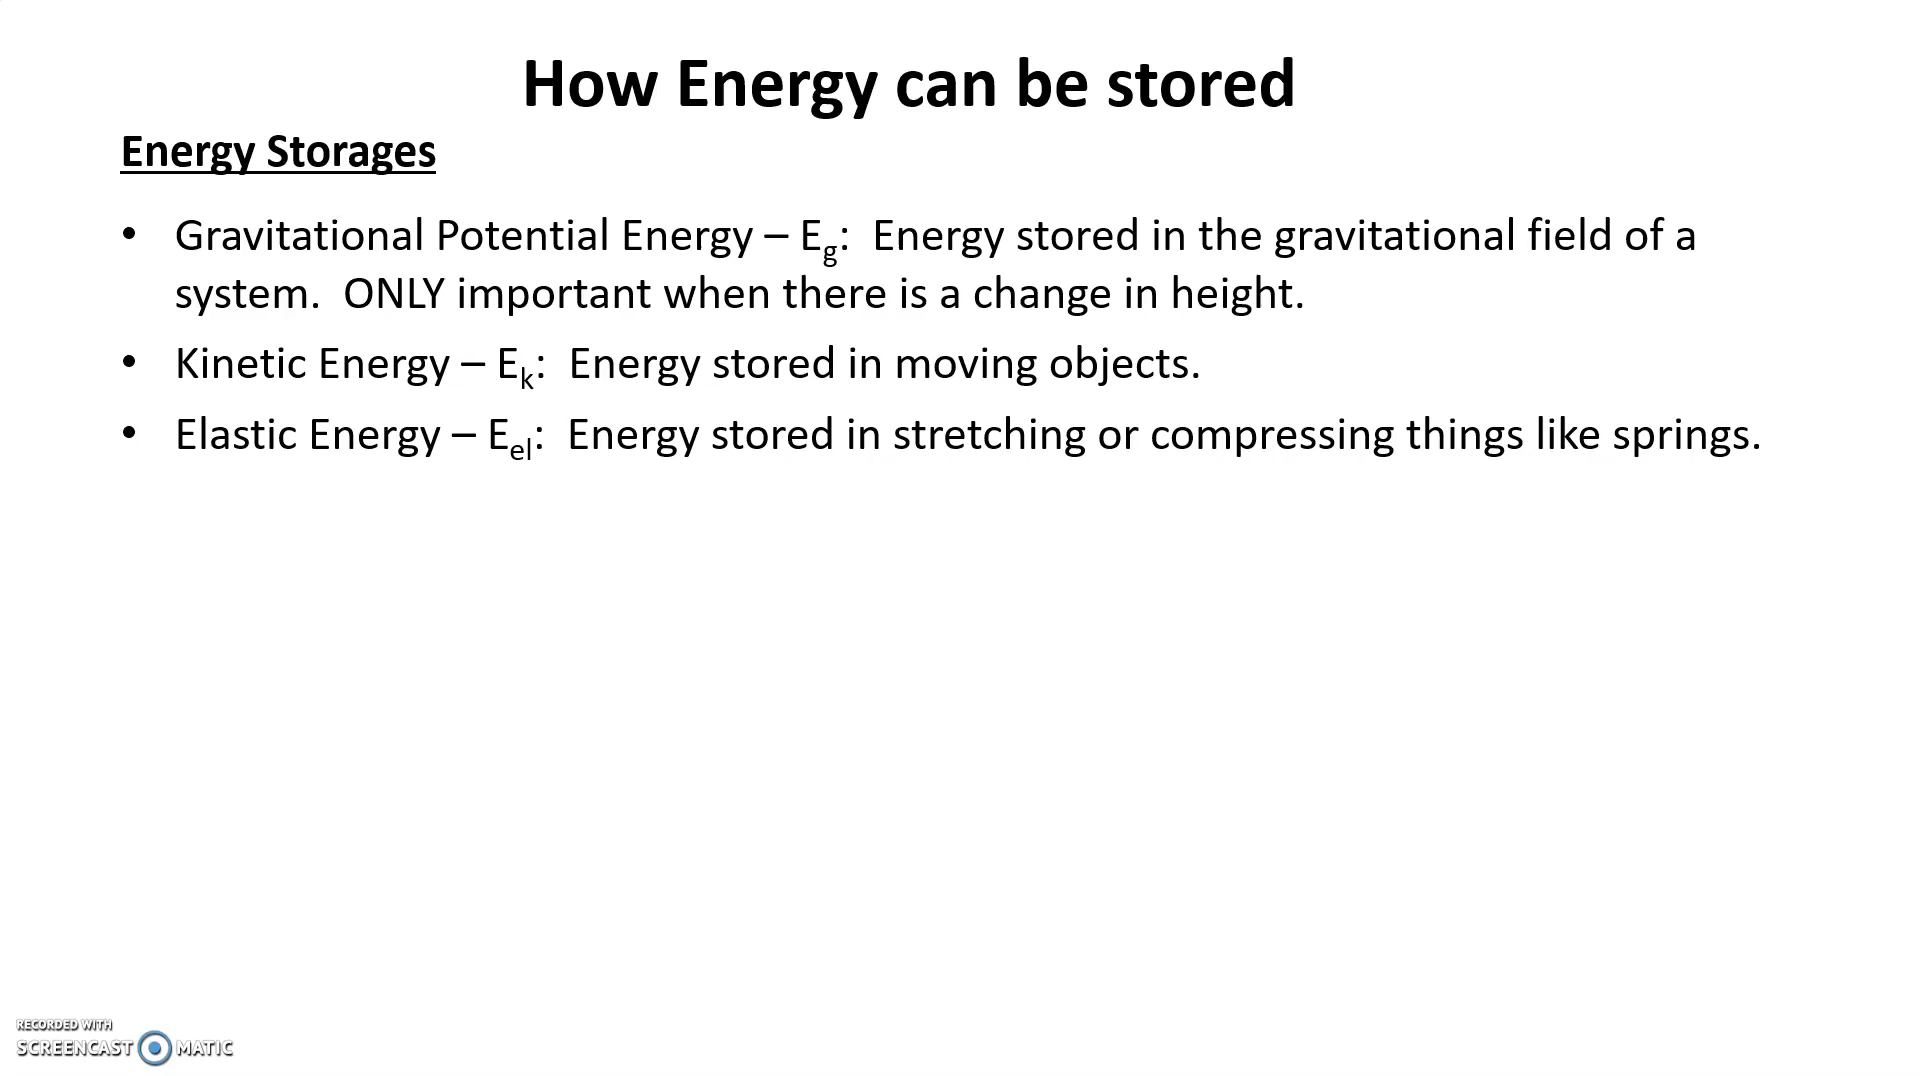 How Energy can be stored
Energy Storages
• Gravitational Potential Energy – Eg:  Energy stored in the gravitational field of a
system.  ONLY important when there is a change in height.
• Kinetic Energy – Ek:  Energy stored in moving objects.
• Elastic Energy – Eel:  Energy stored in stretching or compressing things like springs.
RECORDED WITH
SCREENCAST MATIC